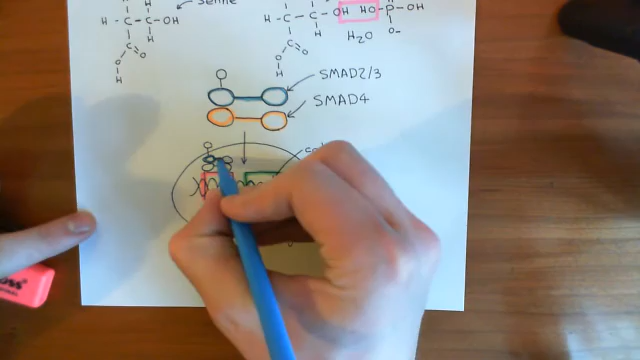 Serine
H-C-C-OH
H
O
H
H-C-C-OH HO-P-OH
H
O-
H₂O
O
H
SMAD2/3
SMAD4